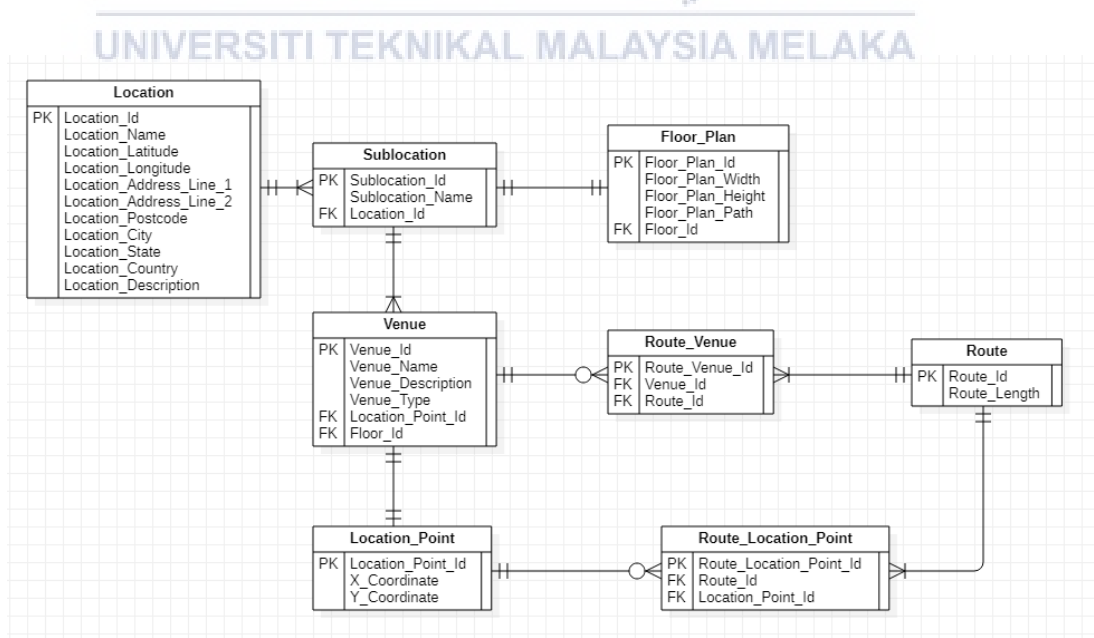 UNIVERSITI TEKNIKAL MALAYSIA MELAKA
Location
PK Location_Id
Location_Name
Location_Latitude
Location_Longitude
Location_Address_Line_1
Location_Address_Line_2
Location_Postcode
Location_City
Location_State
Location_Country
Location_Description
Sublocation
PK Sublocation_Id
Sublocation_Name
FK Location_Id
Floor_Plan
PK Floor_Plan_Id
Floor_Plan_Width
Floor_Plan_Height
Floor_Plan_Path
FK Floor_Id
Venue
PK Venue_Id
Venue_Name
Venue_Description
Venue_Type
FK Location_Point_Id
FK Floor_Id
Route_Venue
PK Route_Venue_Id
FK Venue_Id
FK Route_Id
Route
PK Route_Id
Route_Length
Location_Point
PK Location_Point_Id
X_Coordinate
Y_Coordinate
Route_Location_Point
PK Route_Location_Point_Id
FK Route_Id
FK Location_Point_Id